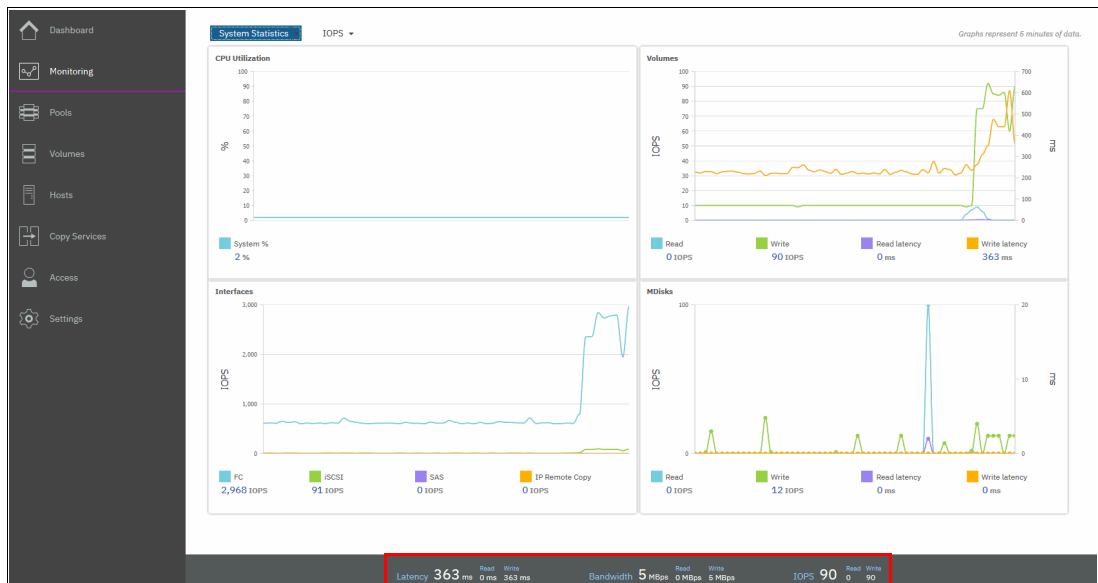 Dashboard
Monitoring
Pools
Volumes
Hosts
Copy Services
Access
Settings
System Statistics IOPS
Graphs represent 5 minutes of data.
CPU Utilization
100
90
80
70
60
50
40
30
20
10
0
%
System %
2 %
Volumes
100
90
80
70
60
50
40
30
20
10
0
IOPS
700
600
500
400
300
200
100
0
ms
Read Write Read latency Write latency
0 IOPS 90 IOPS 0 ms 363 ms
Interfaces
3,000
2,000
1,000
0
IOPS
FC iSCSI SAS IP Remote Copy
2,968 IOPS 91 IOPS 0 IOPS 0 IOPS
MDisks
100
0
IOPS
20
10
0
ms
Read Write Read latency Write latency
0 IOPS 12 IOPS 0 ms 0 ms
Read Write Read Write Read Write
Latency 363 ms 0 ms 363 ms Bandwidth 5 MBps 0 MBps 5 MBps IOPS 90 0 90